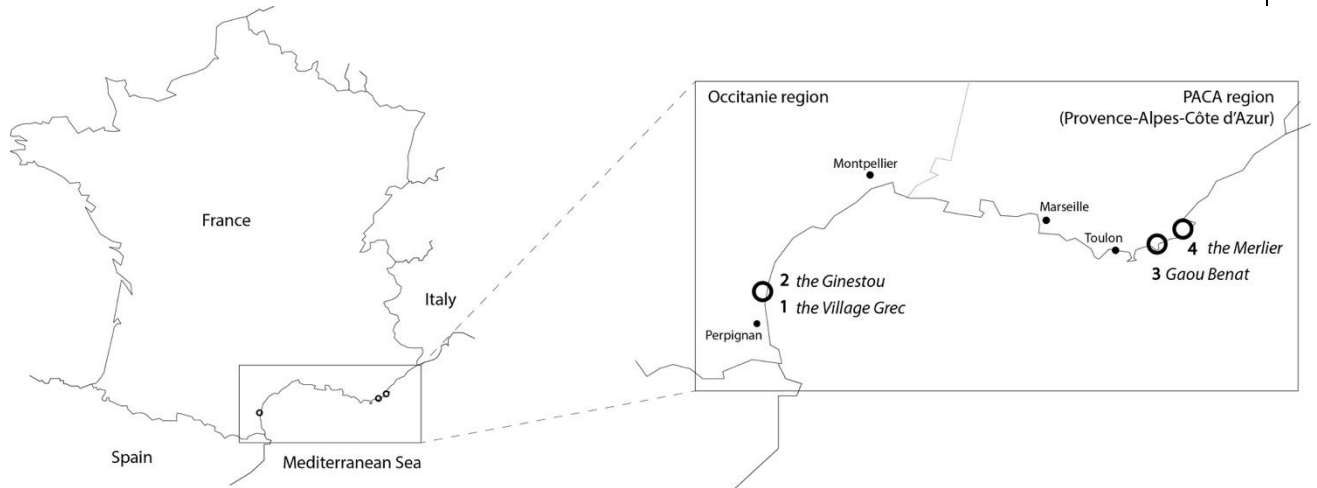 France
Italy
Spain
Mediterranean Sea
Occitanie region
PACA region
(Provence-Alpes-Côte d'Azur)
Montpellier
Marseille
Toulon
4 the Merlier
3 Gaou Benat
2 the Ginestou
1 the Village Grec
Perpignan